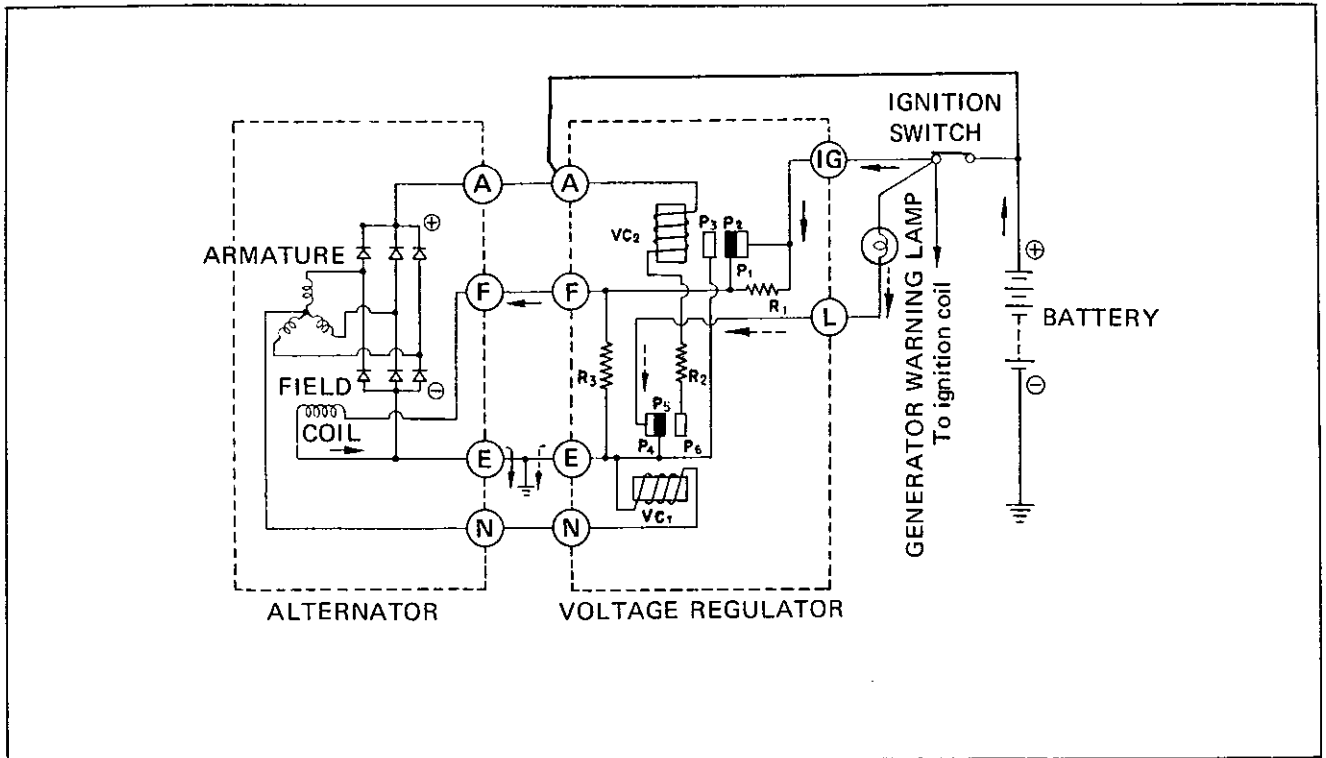 IGNITION
SWITCH
A
A
IG
P3
P2
VC2
P1
ARMATURE
⊕
F
F
R1
L
⊕
BATTERY
R3
R2
⊖
FIELD
COIL
⊖
P5
P4
P6
E
E
VC1
N
N
GENERATOR WARNING LAMP
To ignition coil
ALTERNATOR
VOLTAGE REGULATOR